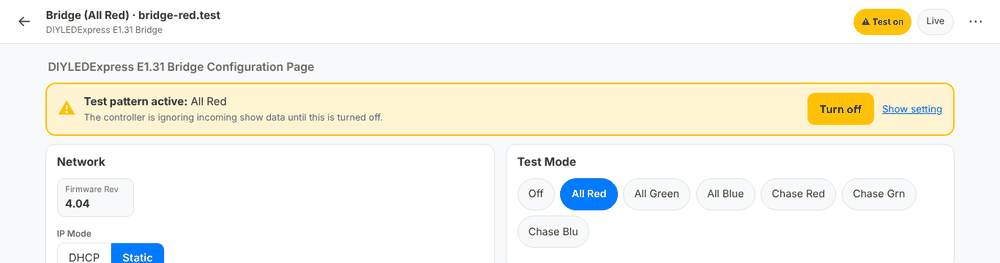 Bridge (All Red) · bridge-red.test
DIYLEDExpress E1.31 Bridge
Test on
Live
DIYLEDExpress E1.31 Bridge Configuration Page
Test pattern active: All Red
The controller is ignoring incoming show data until this is turned off.
Turn off
Show setting
Network
Firmware Rev
4.04
IP Mode
DHCP
Static
Test Mode
Off
All Red
All Green
All Blue
Chase Red
Chase Grn
Chase Blu